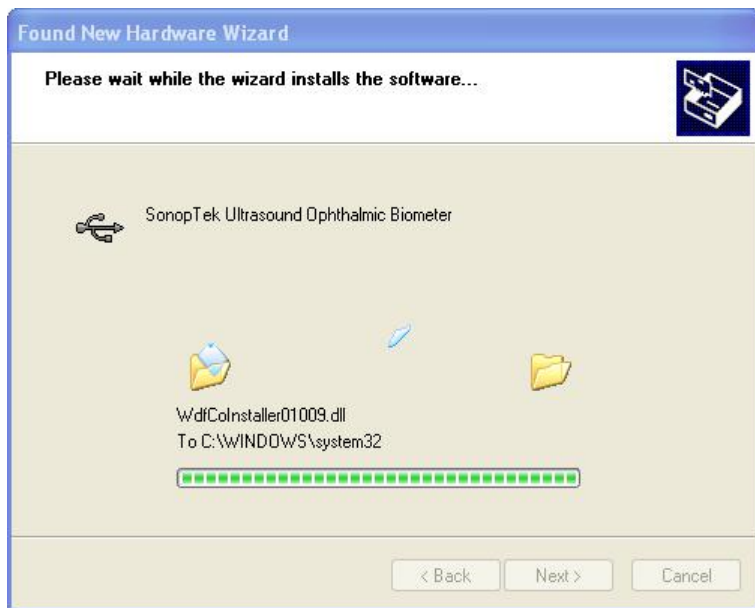 Found New Hardware Wizard
Please wait while the wizard installs the software...
SonopTek Ultrasound Ophthalmic Biometer
WdfCoInstaller01009.dll
To C:\WINDOWS\system32
< Back
Next >
Cancel